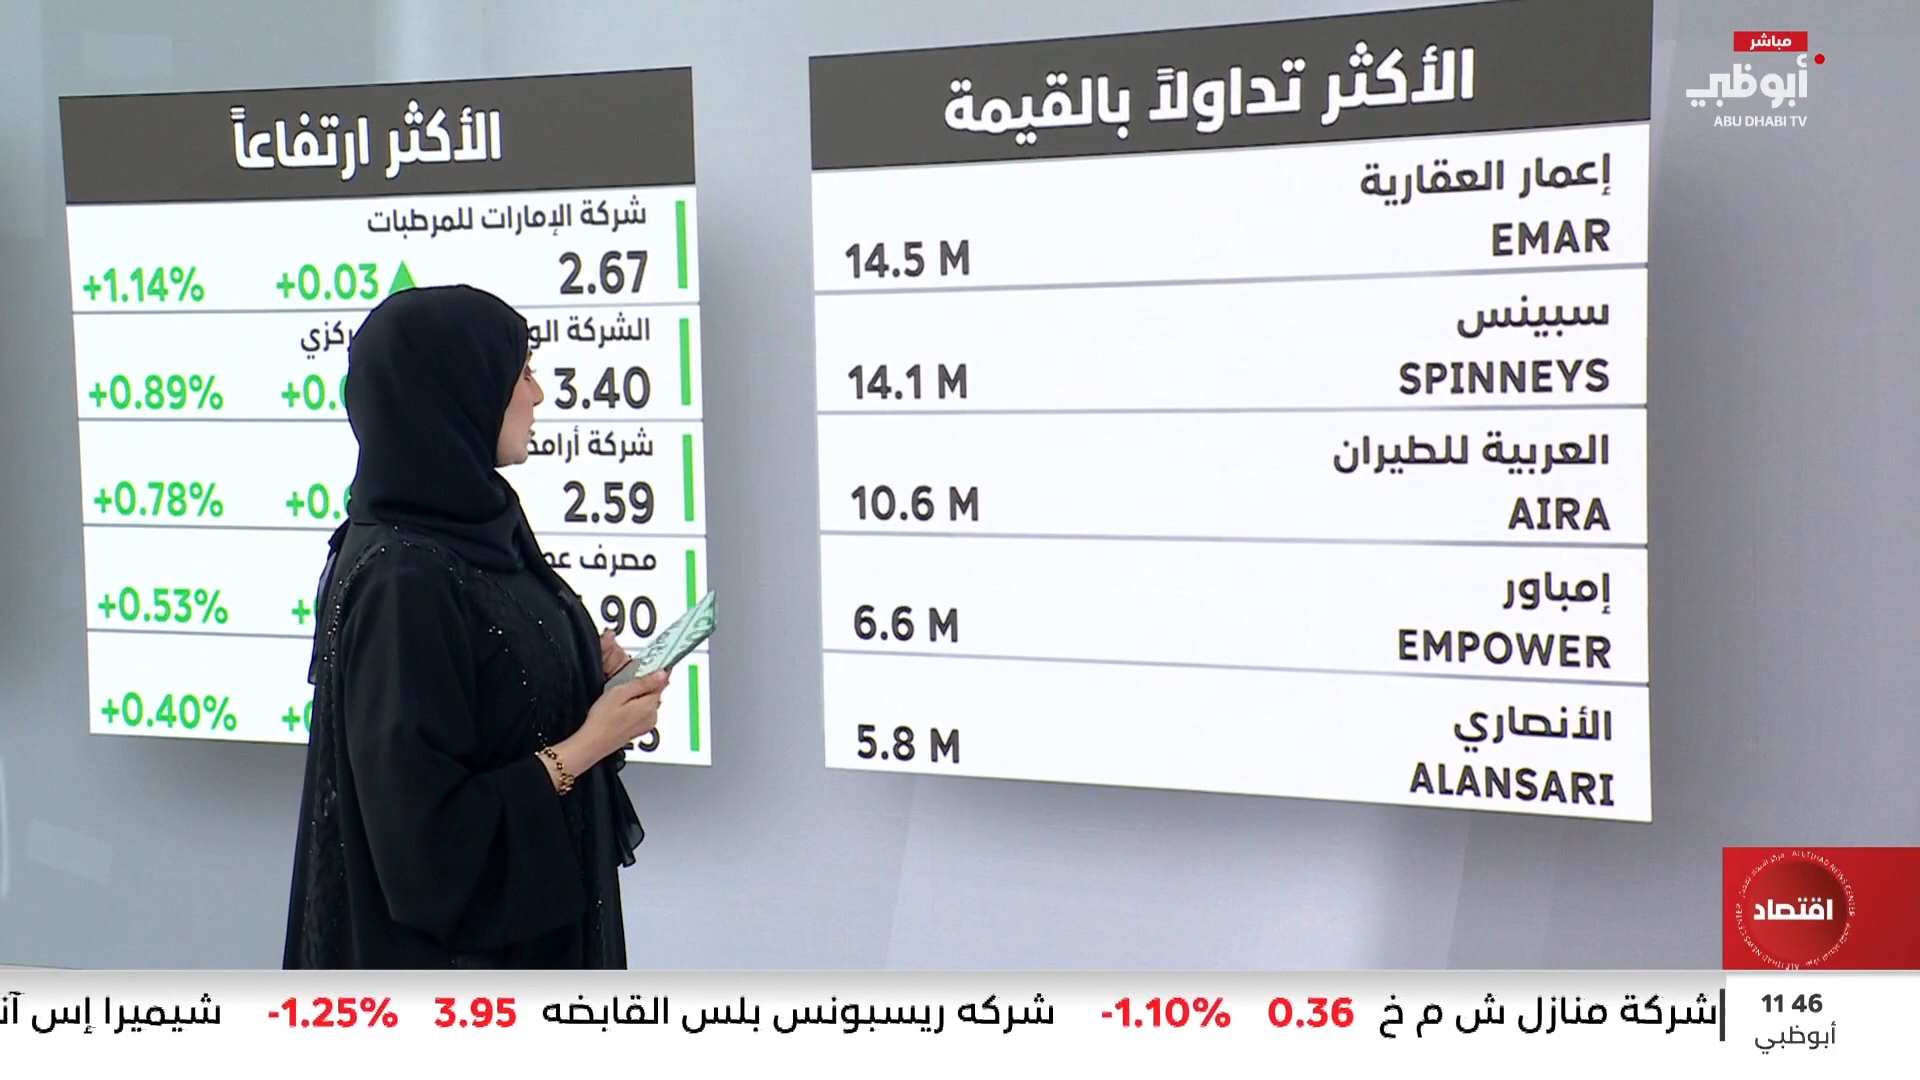 مباشر
أبوظبي
ABU DHABI TV
الأكثر تداولاً بالقيمة
إعمار العقارية
EMAR
14.5 M
سبينس
SPINNEYS
14.1 M
العربية للطيران
AIRA
10.6 M
إمباور
EMPOWER
6.6 M
الأنصاري
ALANSARI
5.8 M
الأكثر ارتفاعاً
شركة الإمارات للمرطبات
2.67 +0.03 +1.14%
الشركة
3.40 +0.89%
شركة
2.59 +0.78%
مصرف
+0.53%
+0.40%
اقتصاد
شركة منازل ش م خ 0.36 -1.10% شركه ريسبونس بلس القابضه 3.95 -1.25% شيميرا إس
11 46
أبوظبي